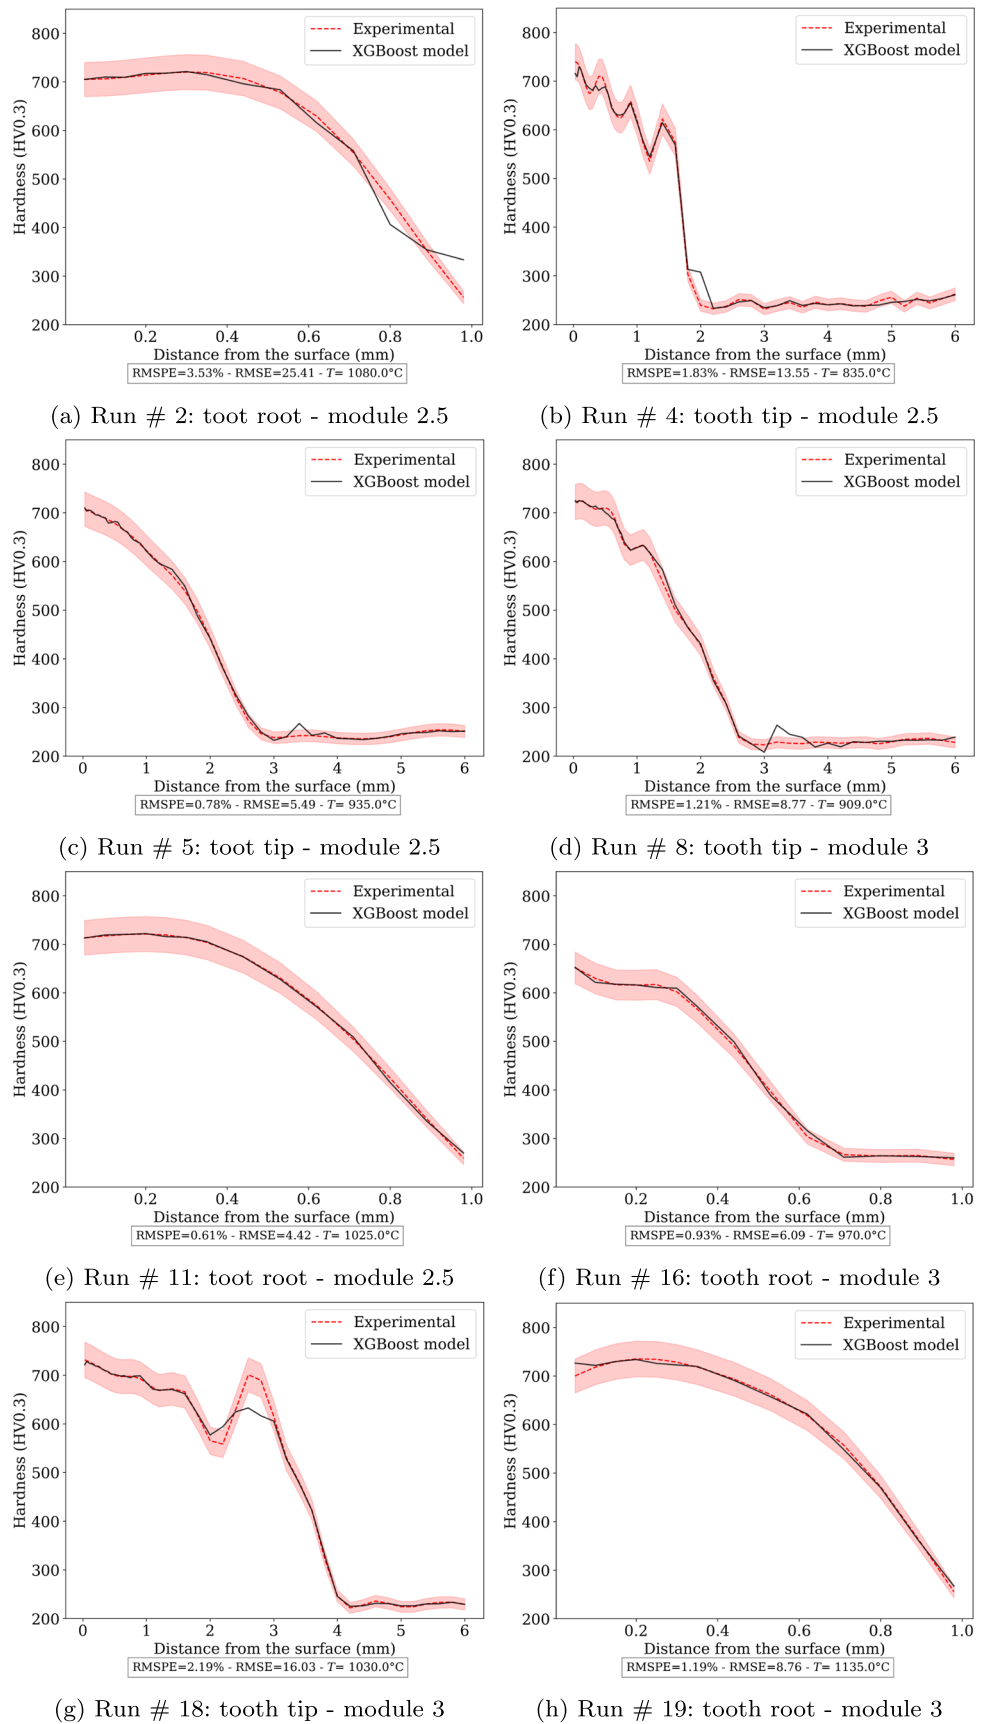 Experimental
XGBoost model
Hardness (HV0.3)
800
700
600
500
400
300
200
0.2 0.4 0.6 0.8 1.0
Distance from the surface (mm)
RMSPE=3.53% - RMSE=25.41 - T= 1080.0°C
(a) Run # 2: toot root - module 2.5
Experimental
XGBoost model
Hardness (HV0.3)
800
700
600
500
400
300
200
0 1 2 3 4 5 6
Distance from the surface (mm)
RMSPE=1.83% - RMSE=13.55 - T= 835.0°C
(b) Run # 4: tooth tip - module 2.5
Experimental
XGBoost model
Hardness (HV0.3)
800
700
600
500
400
300
200
0 1 2 3 4 5 6
Distance from the surface (mm)
RMSPE=0.78% - RMSE=5.49 - T= 935.0°C
(c) Run # 5: toot tip - module 2.5
Experimental
XGBoost model
Hardness (HV0.3)
800
700
600
500
400
300
200
0 1 2 3 4 5 6
Distance from the surface (mm)
RMSPE=1.21% - RMSE=8.77 - T= 909.0°C
(d) Run # 8: tooth tip - module 3
Experimental
XGBoost model
Hardness (HV0.3)
800
700
600
500
400
300
200
0.2 0.4 0.6 0.8 1.0
Distance from the surface (mm)
RMSPE=0.61% - RMSE=4.42 - T= 1025.0°C
(e) Run # 11: toot root - module 2.5
Experimental
XGBoost model
Hardness (HV0.3)
800
700
600
500
400
300
200
0.2 0.4 0.6 0.8 1.0
Distance from the surface (mm)
RMSPE=0.93% - RMSE=6.09 - T= 970.0°C
(f) Run # 16: tooth root - module 3
Experimental
XGBoost model
Hardness (HV0.3)
800
700
600
500
400
300
200
0 1 2 3 4 5 6
Distance from the surface (mm)
RMSPE=2.19% - RMSE=16.03 - T= 1030.0°C
(g) Run # 18: tooth tip - module 3
Experimental
XGBoost model
Hardness (HV0.3)
800
700
600
500
400
300
200
0.2 0.4 0.6 0.8 1.0
Distance from the surface (mm)
RMSPE=1.19% - RMSE=8.76 - T= 1135.0°C
(h) Run # 19: tooth root - module 3